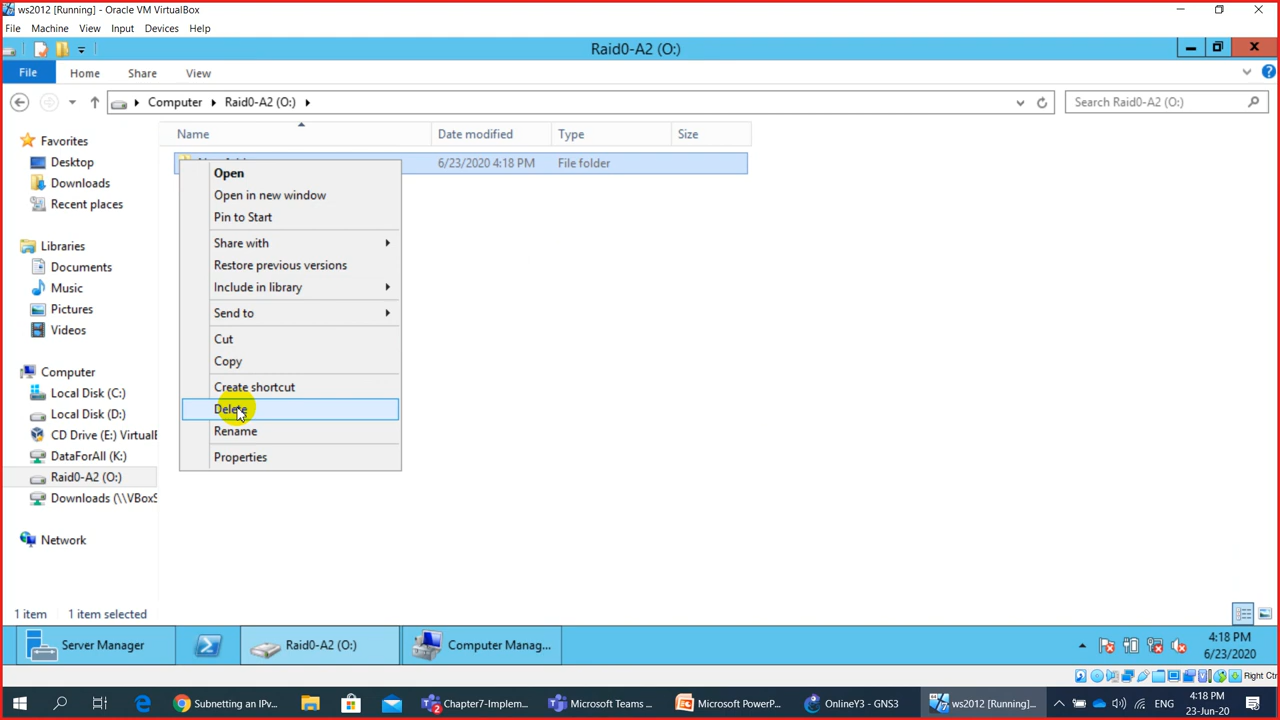 ws2012 [Running] - Oracle VM VirtualBox
File Machine View Input Devices Help
Raid0-A2 (O:)
File Home Share View
Computer Raid0-A2 (O:) Search Raid0-A2 (O:)
Name Date modified Type Size
6/23/2020 4:18 PM File folder
Favorites
Desktop
Downloads
Recent places
Libraries
Documents
Music
Pictures
Videos
Computer
Local Disk (C:)
Local Disk (D:)
CD Drive (E:) Virtual
DataForAll (K:)
Raid0-A2 (O:)
Downloads (\\VBoxS
Network
Open
Open in new window
Pin to Start
Share with
Restore previous versions
Include in library
Send to
Cut
Copy
Create shortcut
Delete
Rename
Properties
1 item 1 item selected
Server Manager Raid0-A2 (O:) Computer Manag... 4:18 PM
6/23/2020
Right Ctr
Subnetting an IPv... Chapter7-Implem... Microsoft Teams ... Microsoft PowerP... OnlineY3 - GNS3 ws2012 [Running]... ENG 4:18 PM
23-Jun-20